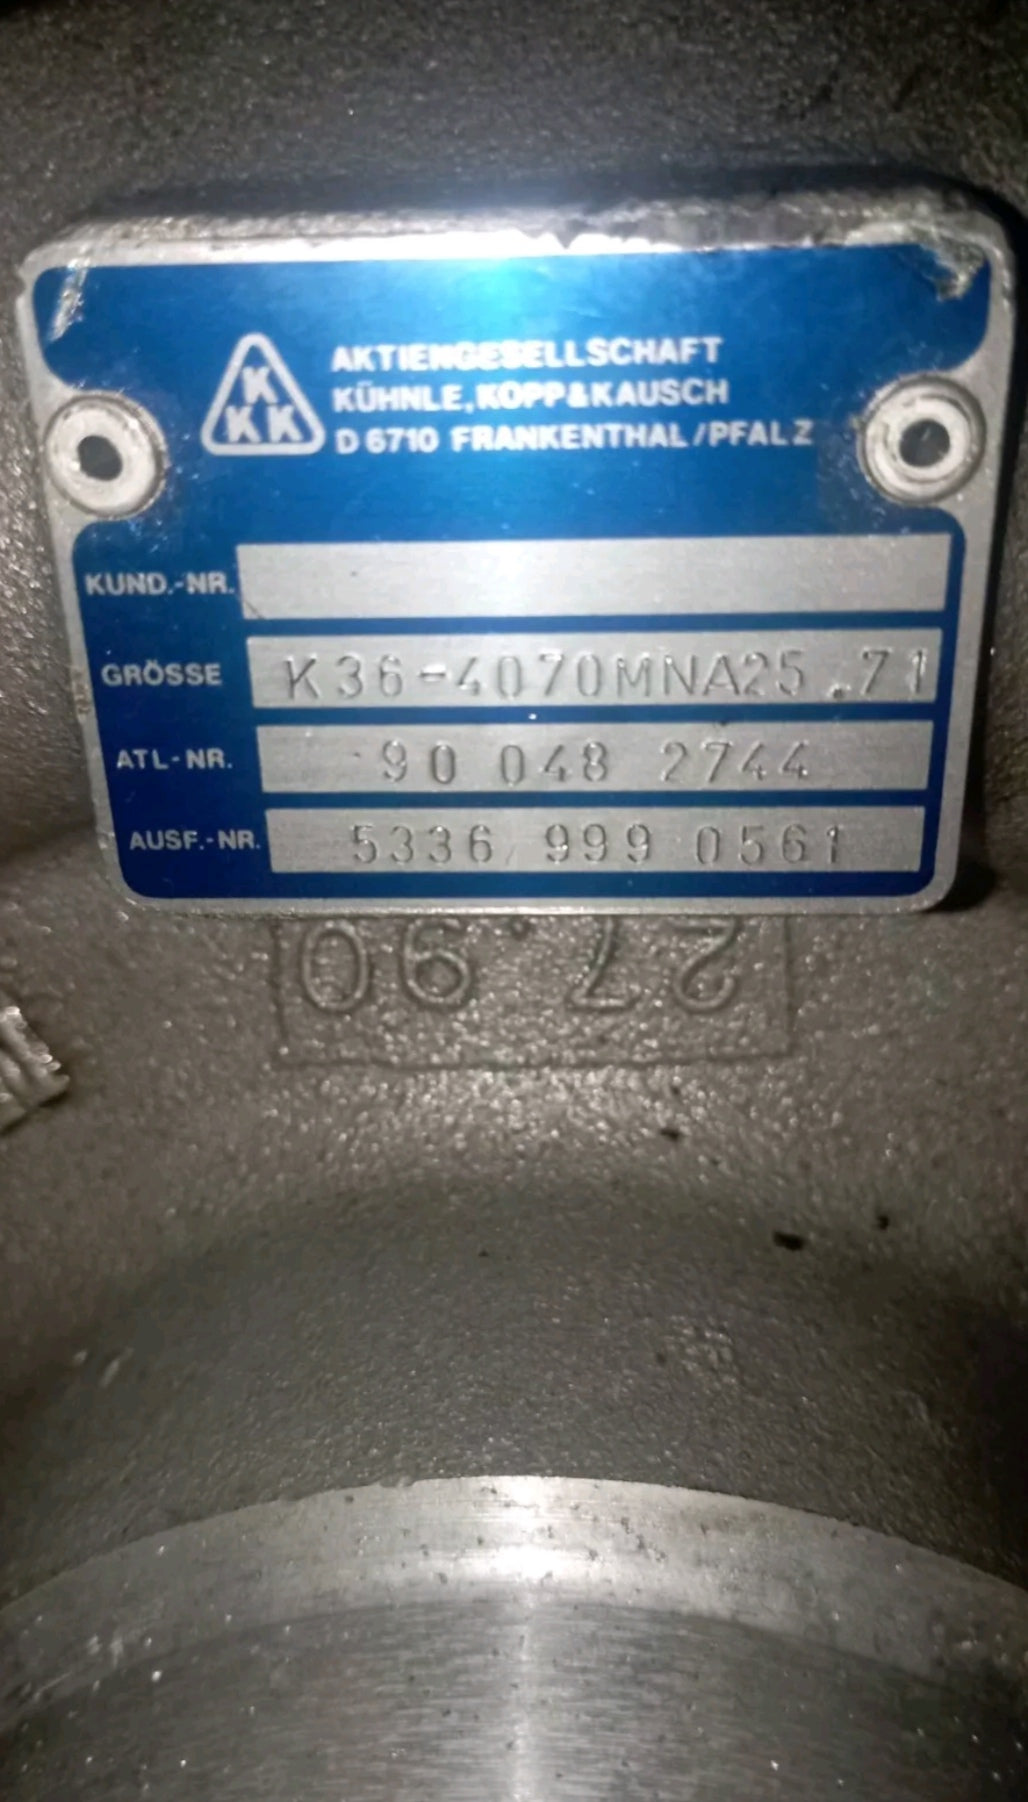 K
KK
AKTIENGESELLSCHAFT
KÜHNLE, KOPP & KAUSCH
D 6710 FRANKENTHAL/PFALZ
KUND.-NR.
GRÖSSE K36-4070MNA25.71
ATL-NR. 90 048 2744
AUSF.-NR. 5336 999 0561
27.90